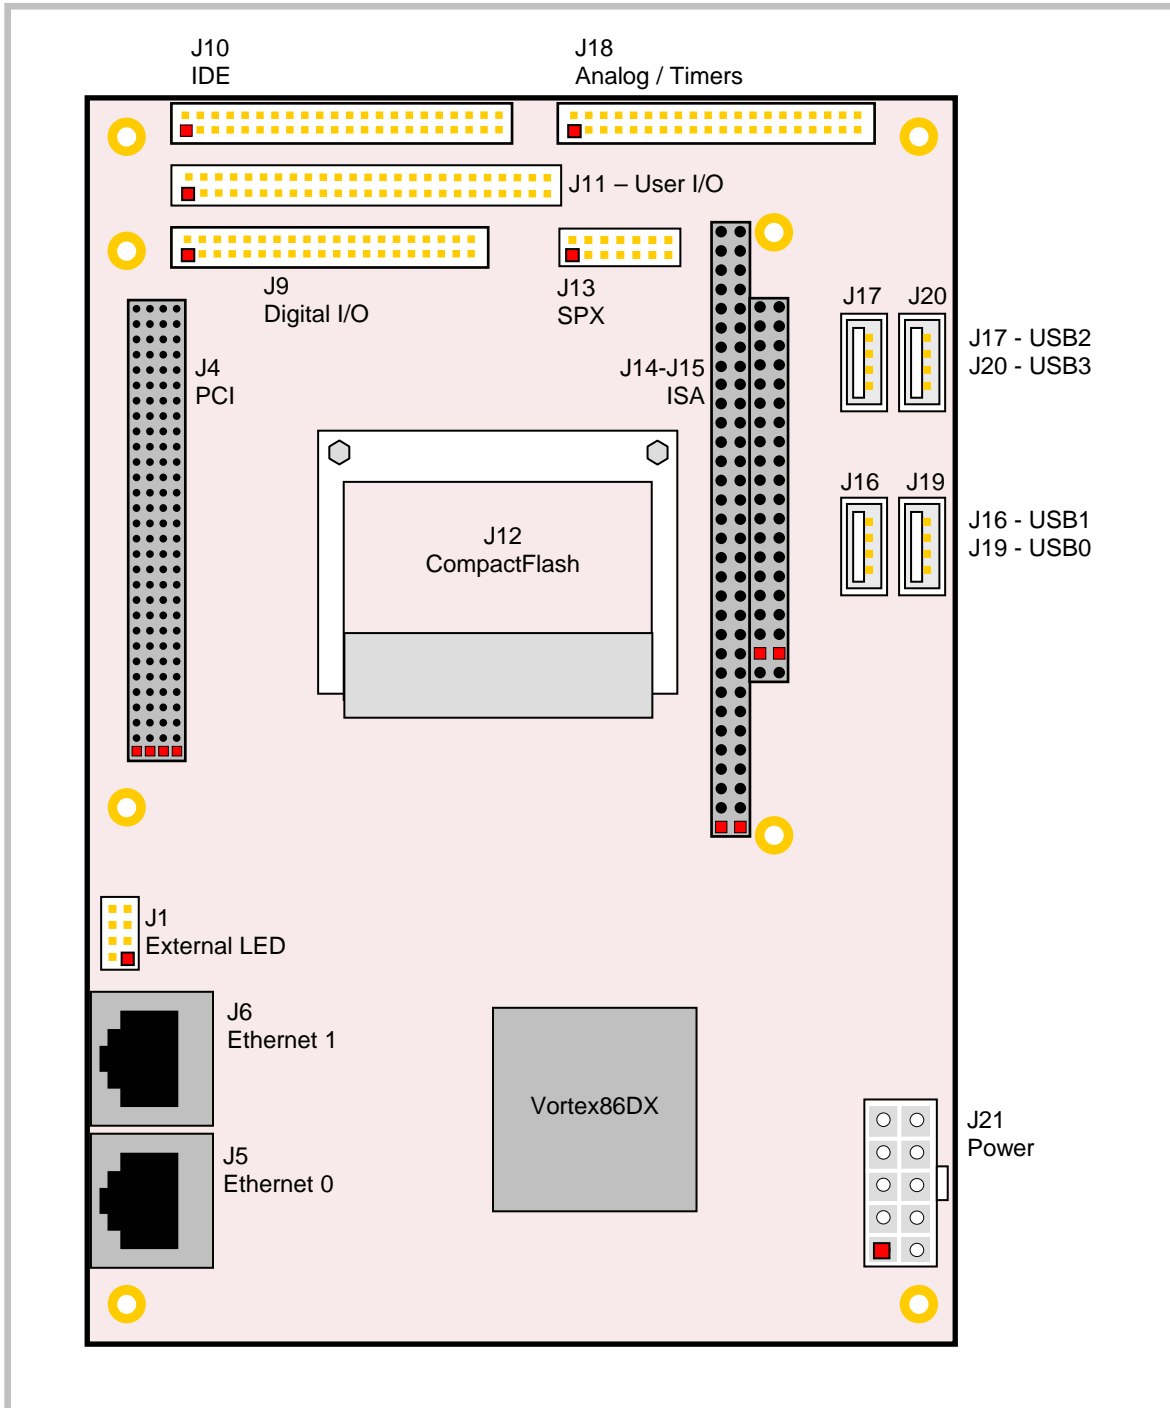 J10
IDE
J18
Analog / Timers
J11 – User I/O
J9
Digital I/O
J13
SPX
J17
J20
J17 - USB2
J20 - USB3
J4
PCI
J14-J15
ISA
J16
J19
J16 - USB1
J19 - USB0
J12
CompactFlash
J1
External LED
J6
Ethernet 1
Vortex86DX
J21
Power
J5
Ethernet 0